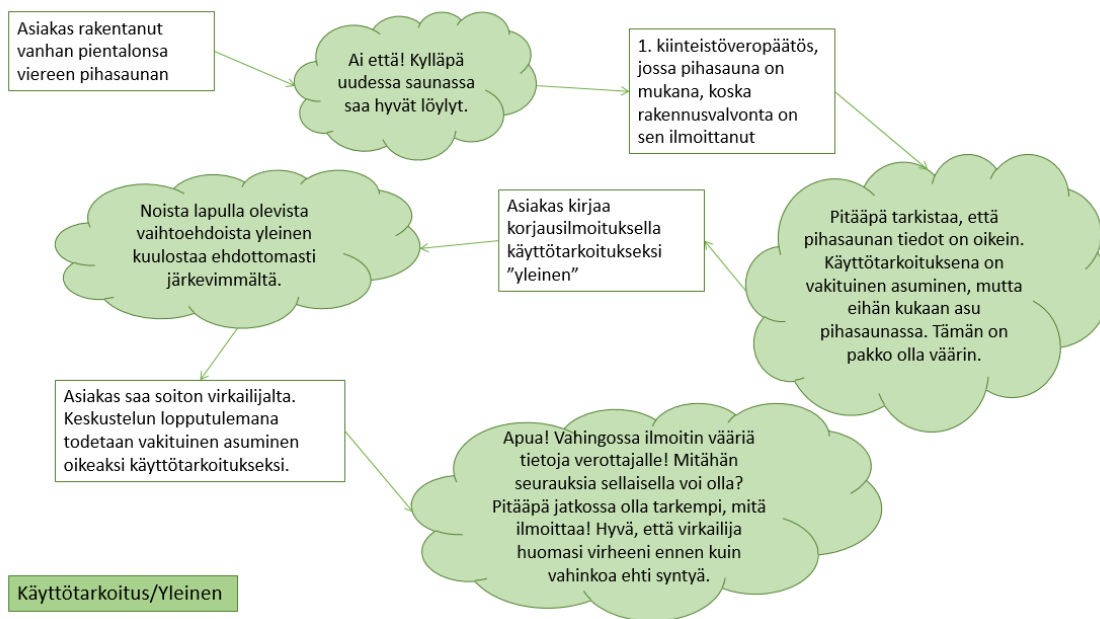 Asiakas rakentanut
vanhan pientalonsa
viereen pihasaunan
Ai että! Kylläpä
uudessa saunassa
saa hyvät löylyt.
1. kiinteistöveropäätös,
jossa pihasauna on
mukana, koska
rakennusvalvonta on
sen ilmoittanut
Pitääpä tarkistaa, että
pihasaunan tiedot on oikein.
Käyttötarkoituksena on
vakituinen asuminen, mutta
eihän kukaan asu
pihasaunassa. Tämän on
pakko olla väärin.
Asiakas kirjaa
korjausilmoituksella
käyttötarkoitukseksi
”yleinen”
Noista lapulla olevista
vaihtoehdoista yleinen
kuulostaa ehdottomasti
järkevimmältä.
Asiakas saa soiton virkailijalta.
Keskustelun lopputulemana
todetaan vakituinen asuminen
oikeaksi käyttötarkoitukseksi.
Apua! Vahingossa ilmoitin vääriä
tietoja verottajalle! Mitähän
seurauksia sellaisella voi olla?
Pitääpä jatkossa olla tarkempi, mitä
ilmoittaa! Hyvä, että virkailija
huomasi virheeni ennen kuin
vahinkoa ehti syntyä.
Käyttötarkoitus/Yleinen